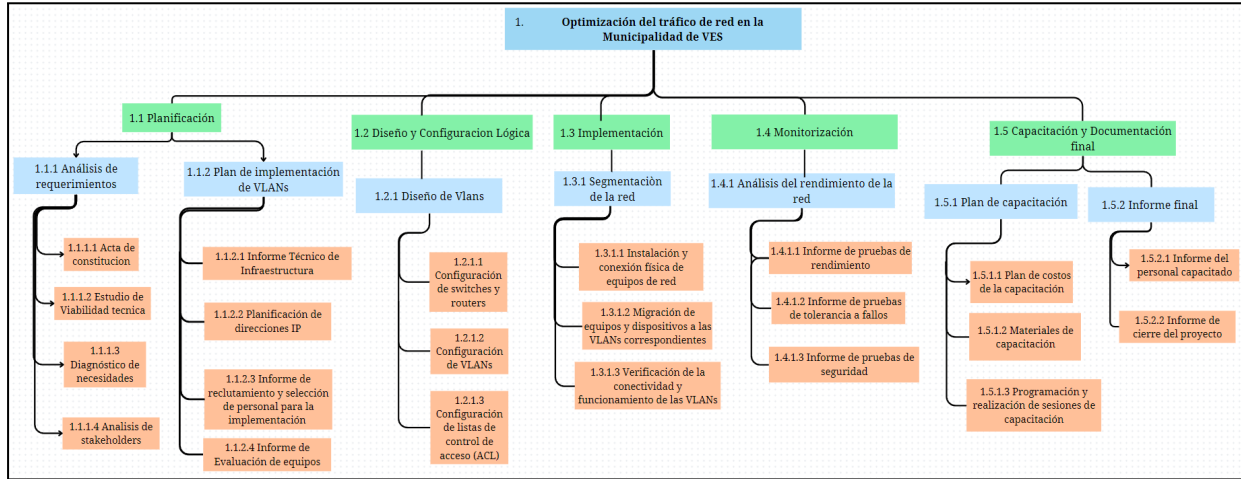 1. Optimización del tráfico de red en la
Municipalidad de VES
1.1 Planificación
1.2 Diseño y Configuracion Lógica
1.3 Implementación
1.4 Monitorización
1.5 Capacitación y Documentación
final
1.1.1 Análisis de
requerimientos
1.1.2 Plan de implementación
de VLANs
1.2.1 Diseño de Vlans
1.3.1 Segmentaciòn
de la red
1.4.1 Análisis del rendimiento de la
red
1.5.1 Plan de capacitación
1.5.2 Informe final
1.1.1.1 Acta de
constitucion
1.1.1.2 Estudio de
Viabilidad tecnica
1.1.1.3
Diagnóstico de
necesidades
1.1.1.4 Analisis de
stakeholders
1.1.2.1 Informe Técnico de
Infraestructura
1.1.2.2 Planificación de
direcciones IP
1.1.2.3 Informe de
reclutamiento y selección
de personal para la
implementación
1.1.2.4 Informe de
Evaluación de equipos
1.2.1.1
Configuración
de switches y
routers
1.2.1.2
Configuración
de VLANs
1.2.1.3
Configuración
de listas de
control de
acceso (ACL)
1.3.1.1 Instalación y
conexión física de
equipos de red
1.3.1.2 Migración de
equipos y dispositivos a las
VLANs correspondientes
1.3.1.3 Verificación de la
conectividad y
funcionamiento de las VLANs
1.4.1.1 Informe de pruebas de
rendimiento
1.4.1.2 Informe de pruebas
de tolerancia a fallos
1.4.1.3 Informe de pruebas de
seguridad
1.5.1.1 Plan de costos
de la capacitación
1.5.1.2 Materiales de
capacitación
1.5.1.3 Programación y
realización de sesiones de
capacitación
1.5.2.1 Informe del
personal capacitado
1.5.2.2 Informe de
cierre del proyecto